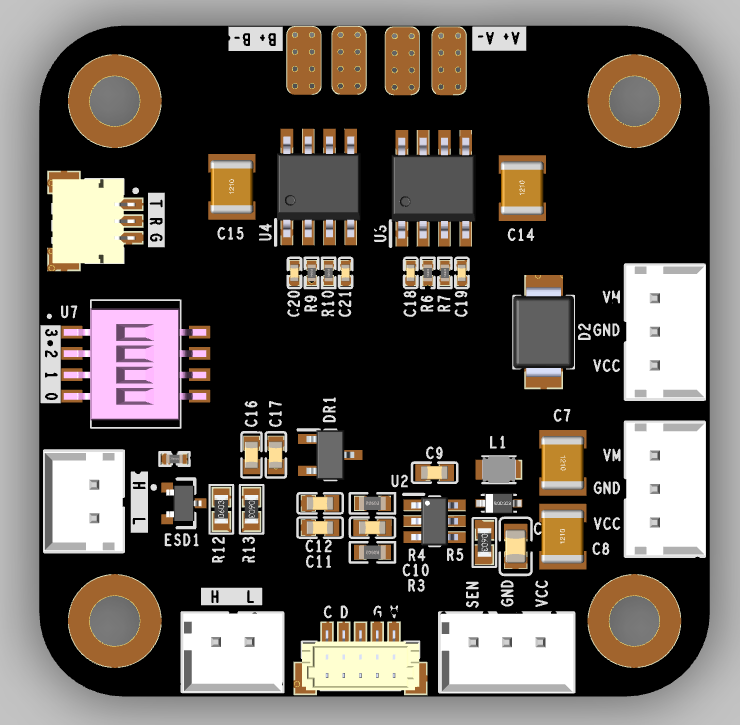 B+ B-
A+ A-
1210
1210
C15
U4
U3
C14
T R G
C20
R9
R10
C21
C18
R6
R7
C19
U7
3
2
1
0
D2
VM
GND
VCC
C16
C17
DR1
C7
1210
VM
GND
VCC
C9
L1
U2
H
L
ESD1
R12
R13
C12
C11
R4
C10
R3
R5
0603
C
1210
C8
SEN
GND
VCC
H L
C D G